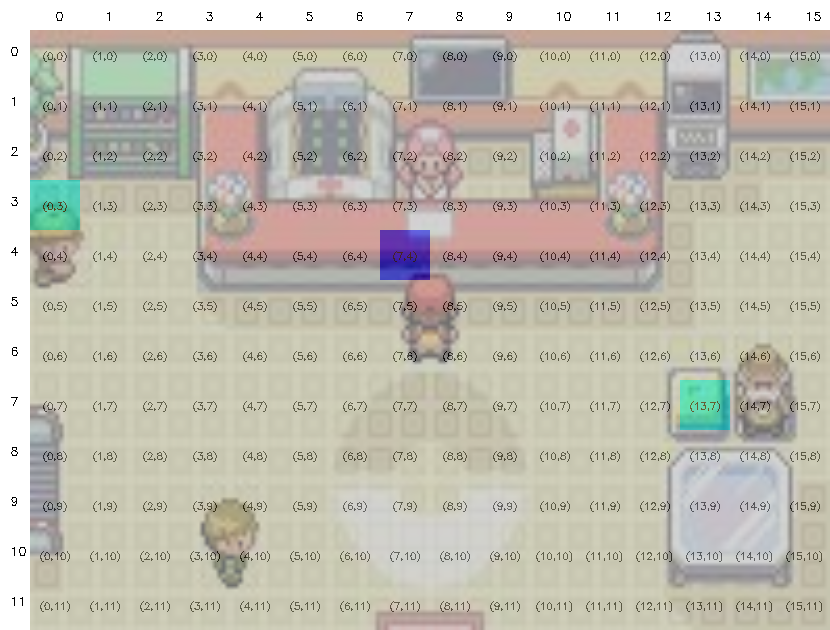 0 1 2 3 4 5 6 7 8 9 10 11 12 13 14 15
0 (0,0) (1,0) (2,0) (3,0) (4,0) (5,0) (6,0) (7,0) (8,0) (9,0) (10,0) (11,0) (12,0) (13,0) (14,0) (15,0)
1 (0,1) (1,1) (2,1) (3,1) (4,1) (5,1) (6,1) (7,1) (8,1) (9,1) (10,1) (11,1) (12,1) (13,1) (14,1) (15,1)
2 (0,2) (1,2) (2,2) (3,2) (4,2) (5,2) (6,2) (7,2) (8,2) (9,2) (10,2) (11,2) (12,2) (13,2) (14,2) (15,2)
3 (0,3) (1,3) (2,3) (3,3) (4,3) (5,3) (6,3) (7,3) (8,3) (9,3) (10,3) (11,3) (12,3) (13,3) (14,3) (15,3)
4 (0,4) (1,4) (2,4) (3,4) (4,4) (5,4) (6,4) (7,4) (8,4) (9,4) (10,4) (11,4) (12,4) (13,4) (14,4) (15,4)
5 (0,5) (1,5) (2,5) (3,5) (4,5) (5,5) (6,5) (7,5) (8,5) (9,5) (10,5) (11,5) (12,5) (13,5) (14,5) (15,5)
6 (0,6) (1,6) (2,6) (3,6) (4,6) (5,6) (6,6) (7,6) (8,6) (9,6) (10,6) (11,6) (12,6) (13,6) (14,6) (15,6)
7 (0,7) (1,7) (2,7) (3,7) (4,7) (5,7) (6,7) (7,7) (8,7) (9,7) (10,7) (11,7) (12,7) (13,7) (14,7) (15,7)
8 (0,8) (1,8) (2,8) (3,8) (4,8) (5,8) (6,8) (7,8) (8,8) (9,8) (10,8) (11,8) (12,8) (13,8) (14,8) (15,8)
9 (0,9) (1,9) (2,9) (3,9) (4,9) (5,9) (6,9) (7,9) (8,9) (9,9) (10,9) (11,9) (12,9) (13,9) (14,9) (15,9)
10 (0,10) (1,10) (2,10) (3,10) (4,10) (5,10) (6,10) (7,10) (8,10) (9,10) (10,10) (11,10) (12,10) (13,10) (14,10) (15,10)
11 (0,11) (1,11) (2,11) (3,11) (4,11) (5,11) (6,11) (7,11) (8,11) (9,11) (10,11) (11,11) (12,11) (13,11) (14,11) (15,11)